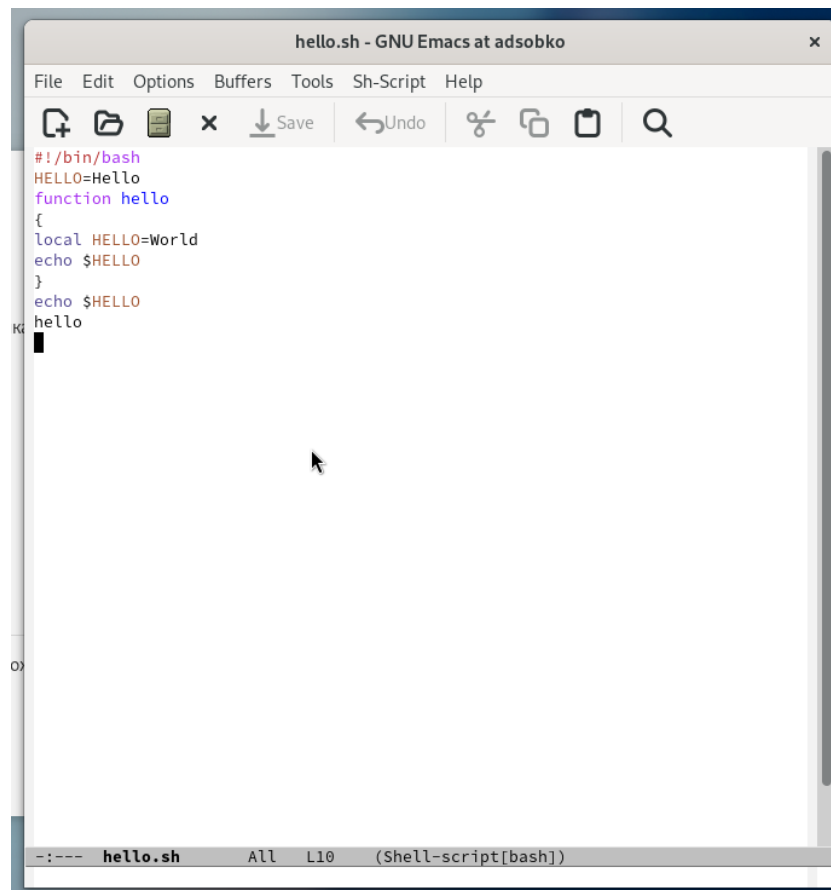 hello.sh - GNU Emacs at adsobko
File Edit Options Buffers Tools Sh-Script Help
Save Undo
#!/bin/bash
HELLO=Hello
function hello
{
local HELLO=World
echo $HELLO
}
echo $HELLO
hello
-:--- hello.sh All L10 (Shell-script[bash])